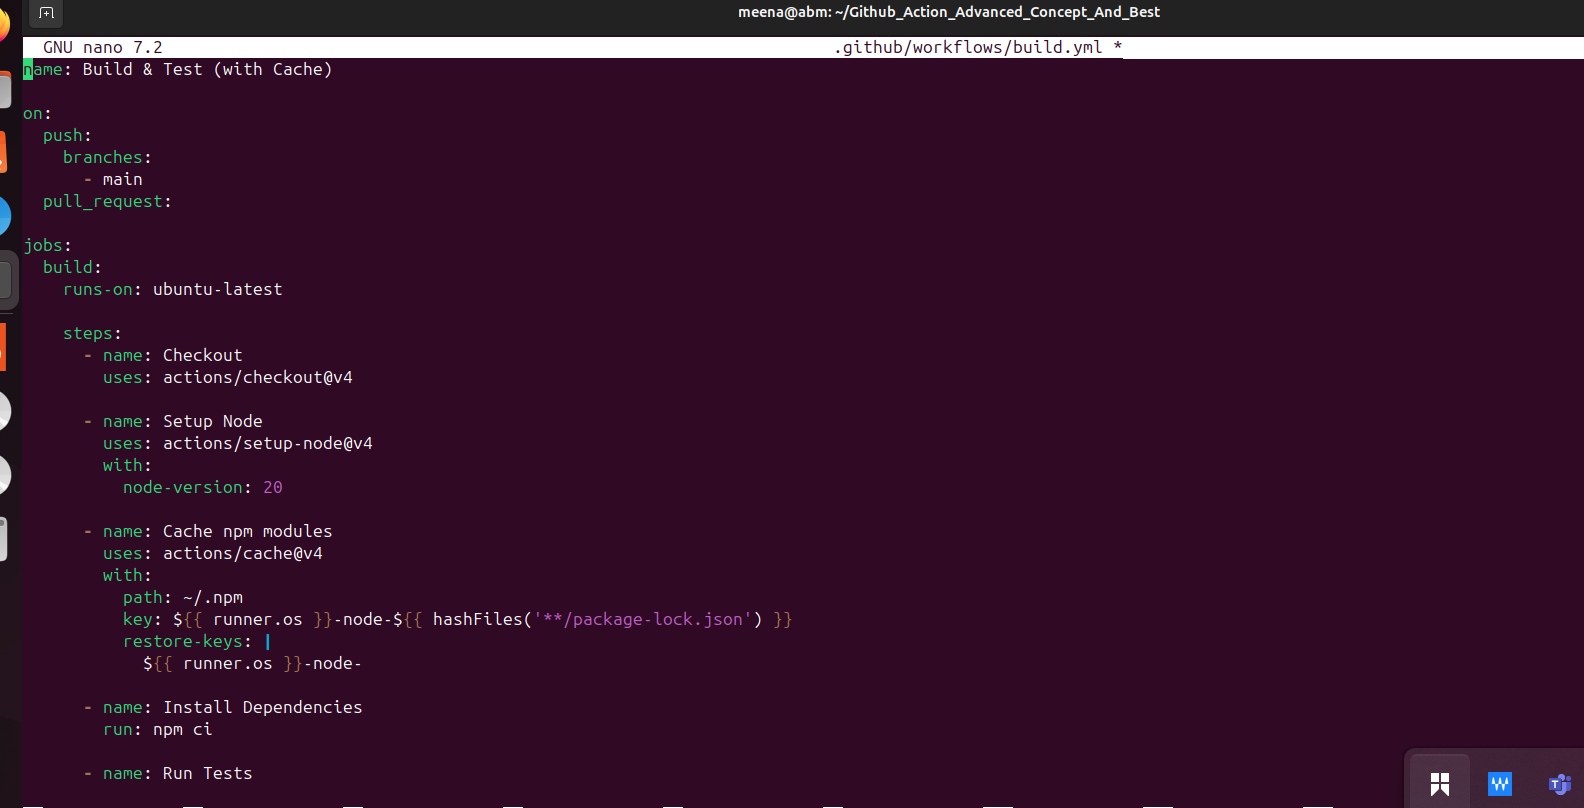 meena@abm: ~/Github_Action_Advanced_Concept_And_Best
GNU nano 7.2 .github/workflows/build.yml *
name: Build & Test (with Cache)
on:
push:
branches:
- main
pull_request:
jobs:
build:
runs-on: ubuntu-latest
steps:
- name: Checkout
uses: actions/checkout@v4
- name: Setup Node
uses: actions/setup-node@v4
with:
node-version: 20
- name: Cache npm modules
uses: actions/cache@v4
with:
path: ~/.npm
key: ${{ runner.os }}-node-${{ hashFiles('**/package-lock.json') }}
restore-keys: |
${{ runner.os }}-node-
- name: Install Dependencies
run: npm ci
- name: Run Tests